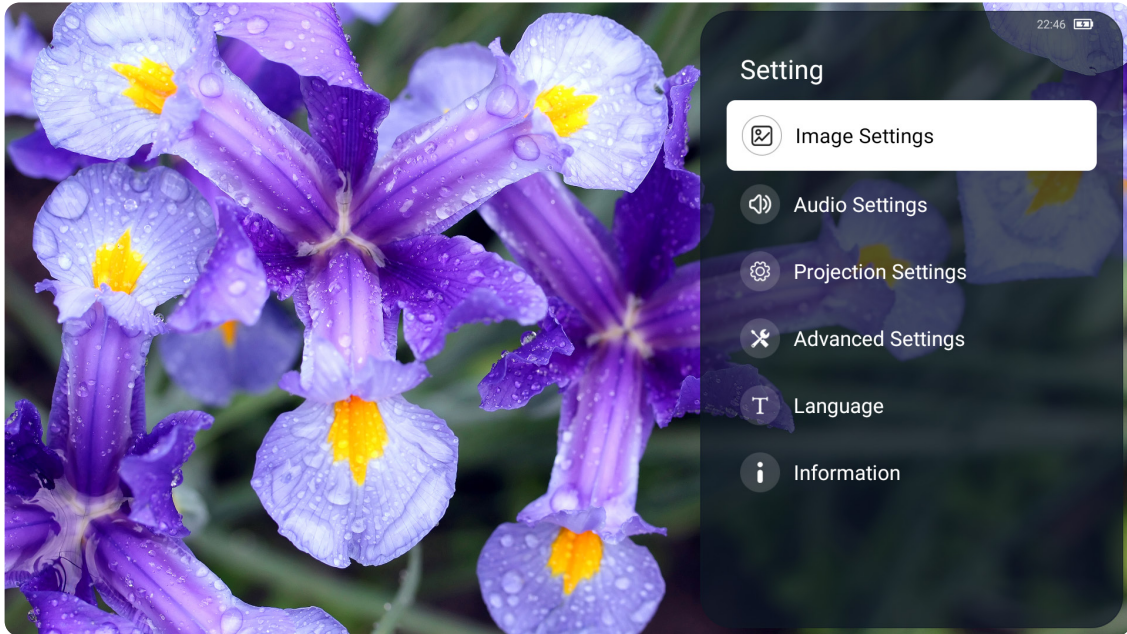 22:46
Setting
Image Settings
Audio Settings
Projection Settings
Advanced Settings
Language
Information